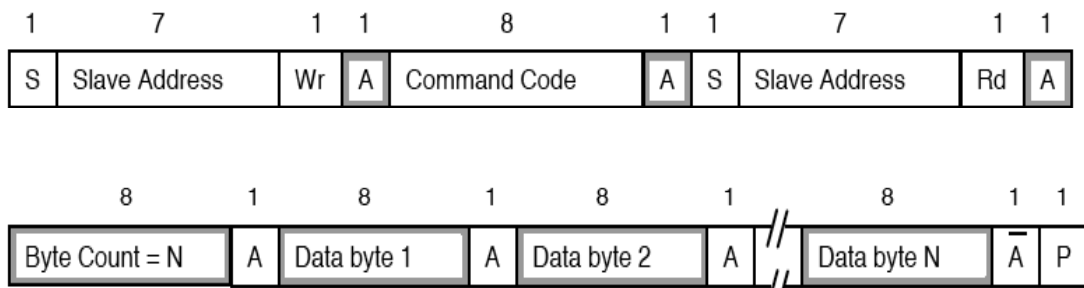 1 7 1 1 8 1 1 7 1 1
S Slave Address Wr A Command Code A S Slave Address Rd A
8 1 8 1 8 1 8 1 1
Byte Count = N A Data byte 1 A Data byte 2 A // Data byte N A̅ P